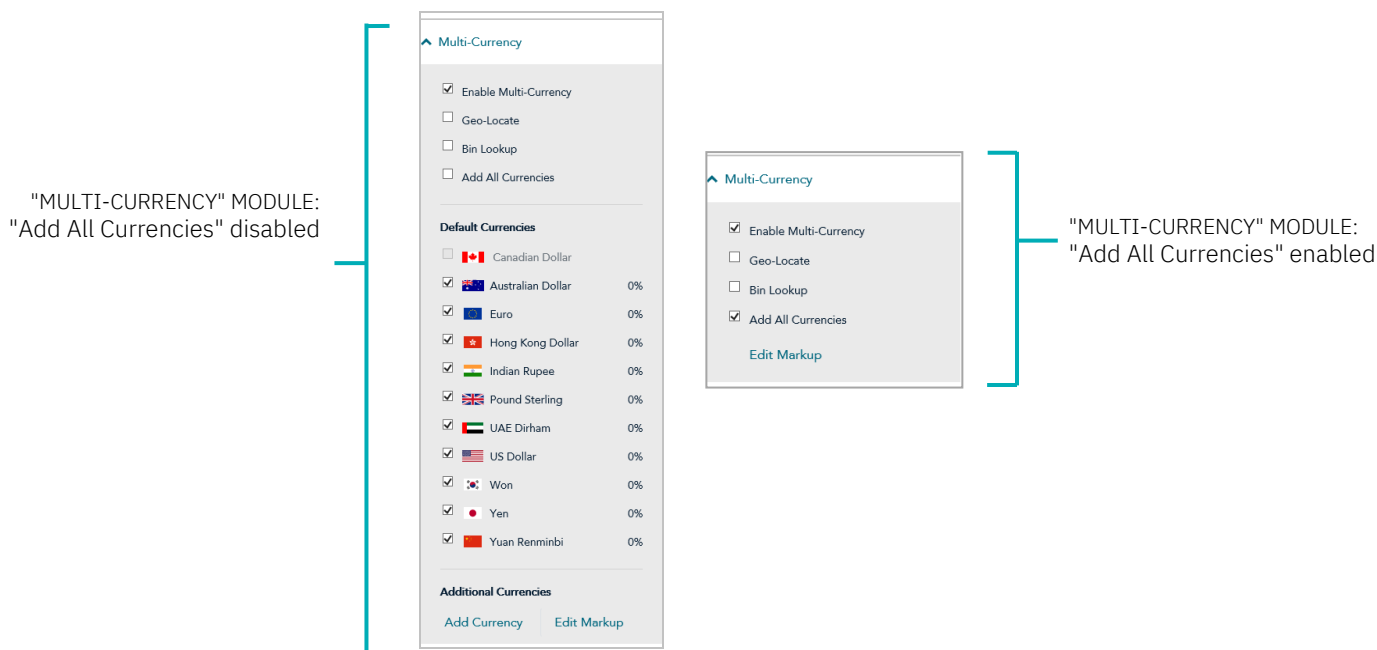 "MULTI-CURRENCY" MODULE:
"Add All Currencies" disabled
Multi-Currency
Enable Multi-Currency
Geo-Locate
Bin Lookup
Add All Currencies
Default Currencies
Canadian Dollar
Australian Dollar 0%
Euro 0%
Hong Kong Dollar 0%
Indian Rupee 0%
Pound Sterling 0%
UAE Dirham 0%
US Dollar 0%
Won 0%
Yen 0%
Yuan Renminbi 0%
Additional Currencies
Add Currency Edit Markup
Multi-Currency
Enable Multi-Currency
Geo-Locate
Bin Lookup
Add All Currencies
Edit Markup
"MULTI-CURRENCY" MODULE:
"Add All Currencies" enabled